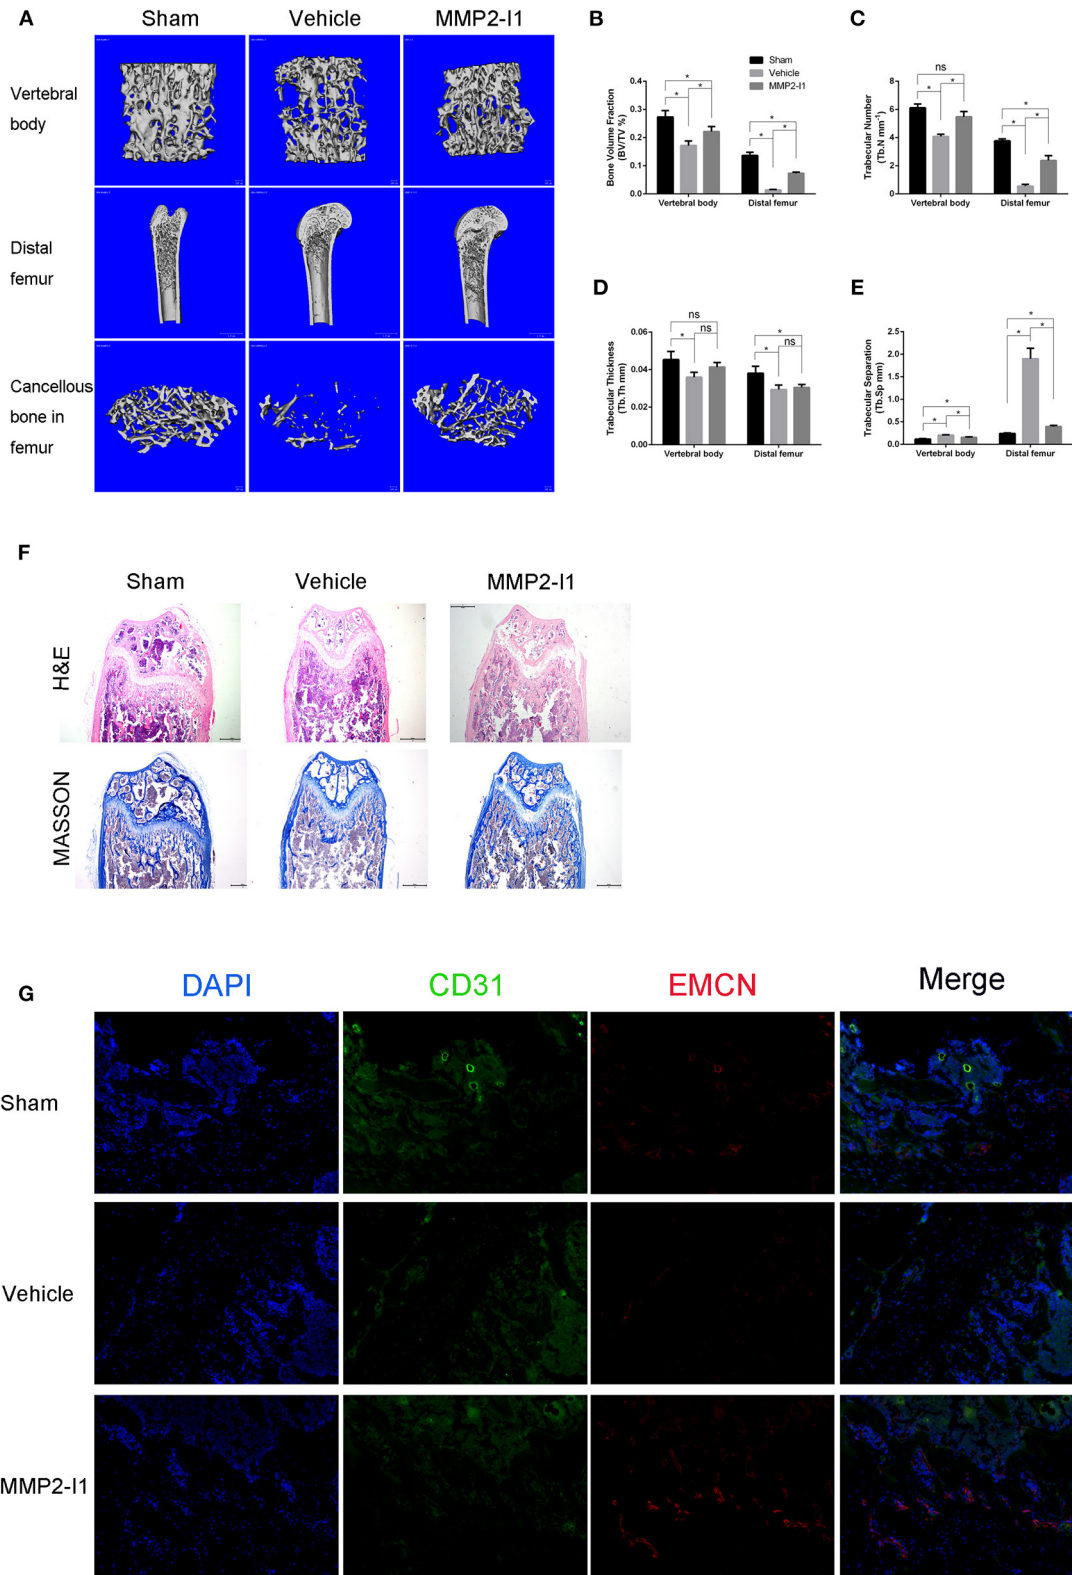 A
Sham
Vehicle
MMP2-I1
Vertebral
body
Distal
femur
Cancellous
bone in
femur
B
Sham
Vehicle
MMP2-I1
Bone Volume Fraction
(BV/TV %)
0.4
0.3
0.2
0.1
0.0
* * * * * *
Vertebral body
Distal femur
C
Trabecular Number
(Tb.N mm⁻¹)
8
6
4
2
0
ns
* * * * *
Vertebral body
Distal femur
D
Trabecular Thickness
(Tb.Th mm)
0.06
0.04
0.02
0.00
ns
* ns
*
* ns
Vertebral body
Distal femur
E
Trabecular Separation
(Tb.Sp mm)
2.5
2.0
1.5
1.0
0.5
0.0
* * * * * *
Vertebral body
Distal femur
F
Sham
Vehicle
MMP2-I1
H&E
MASSON
G
DAPI
CD31
EMCN
Merge
Sham
Vehicle
MMP2-I1